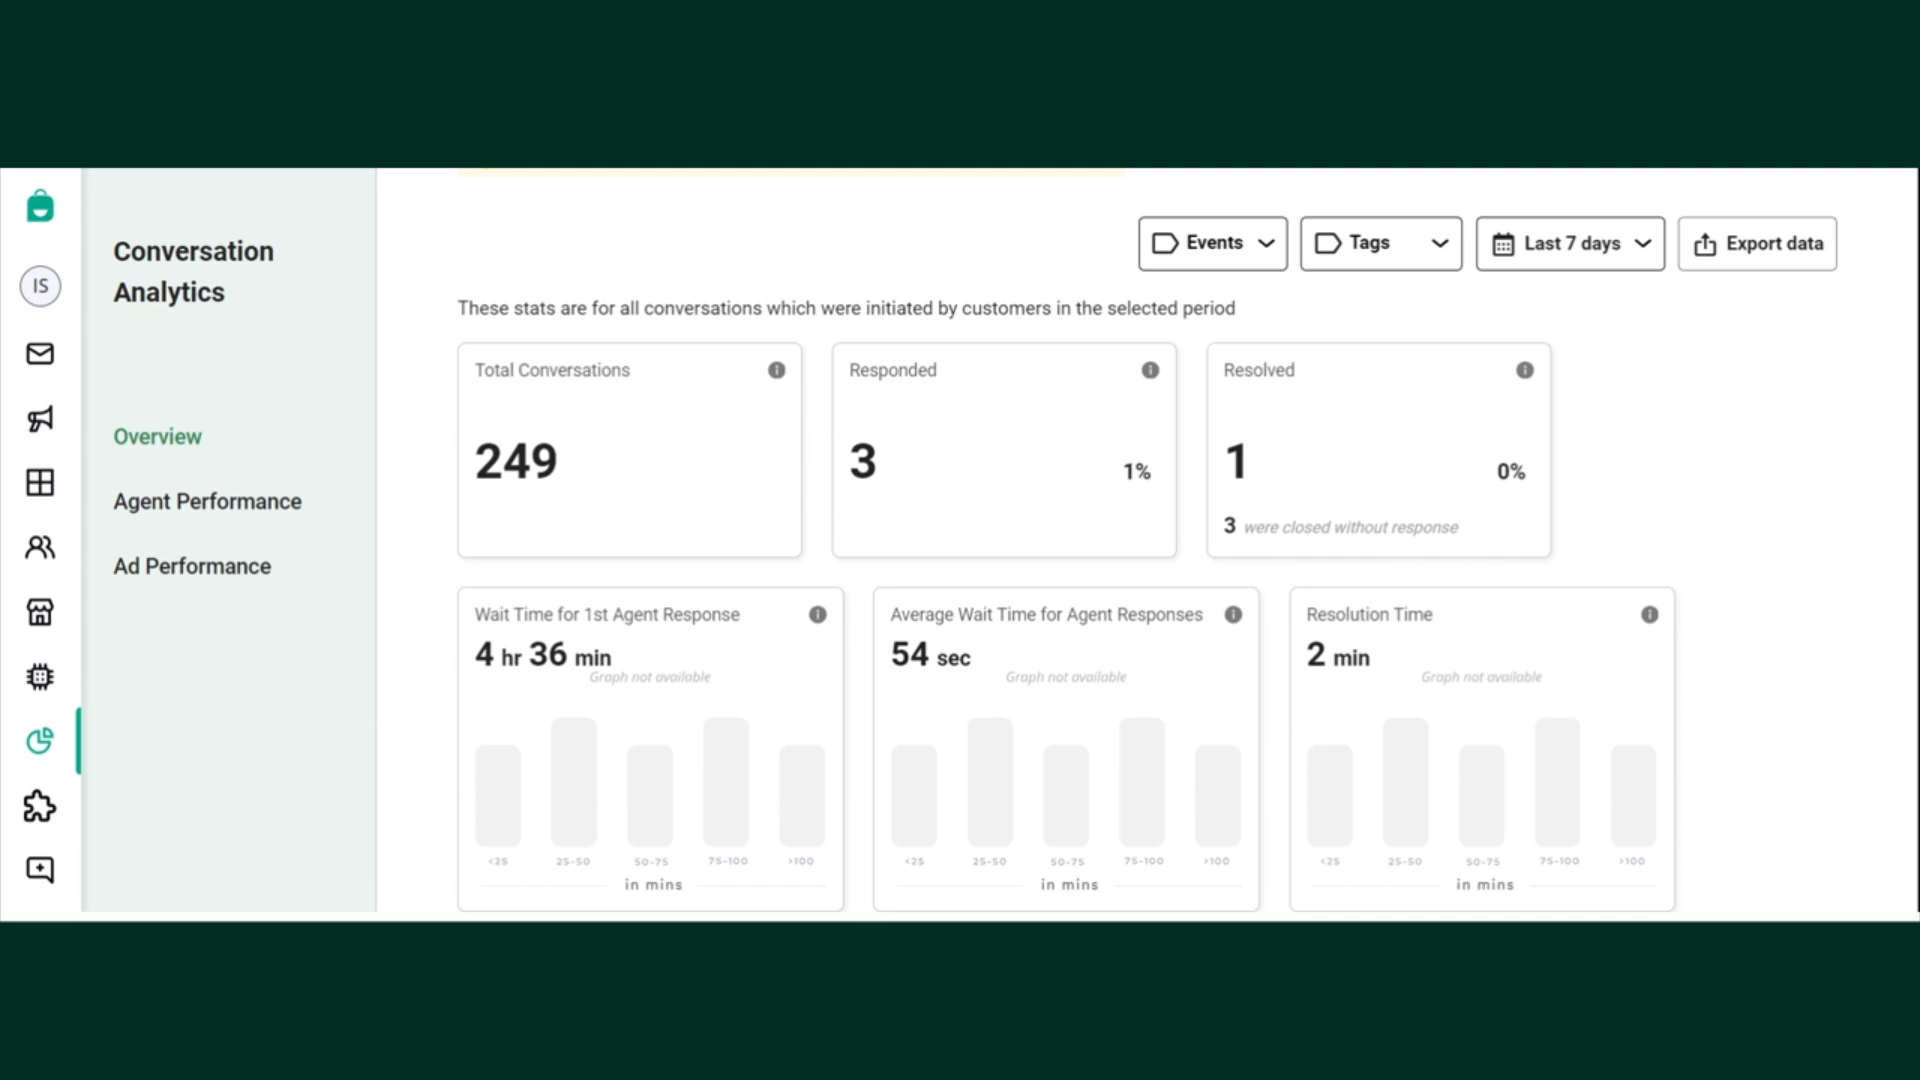 IS
Conversation
Analytics
Overview
Agent Performance
Ad Performance
Events
Tags
Last 7 days
Export data
These stats are for all conversations which were initiated by customers in the selected period
Total Conversations
249
Responded
3
1%
Resolved
1
0%
3 were closed without response
Wait Time for 1st Agent Response
4 hr 36 min
Graph not available
<25 25-50 50-75 75-100 >100
in mins
Average Wait Time for Agent Responses
54 sec
Graph not available
<25 25-50 50-75 75-100 >100
in mins
Resolution Time
2 min
Graph not available
<25 25-50 50-75 75-100 >100
in mins